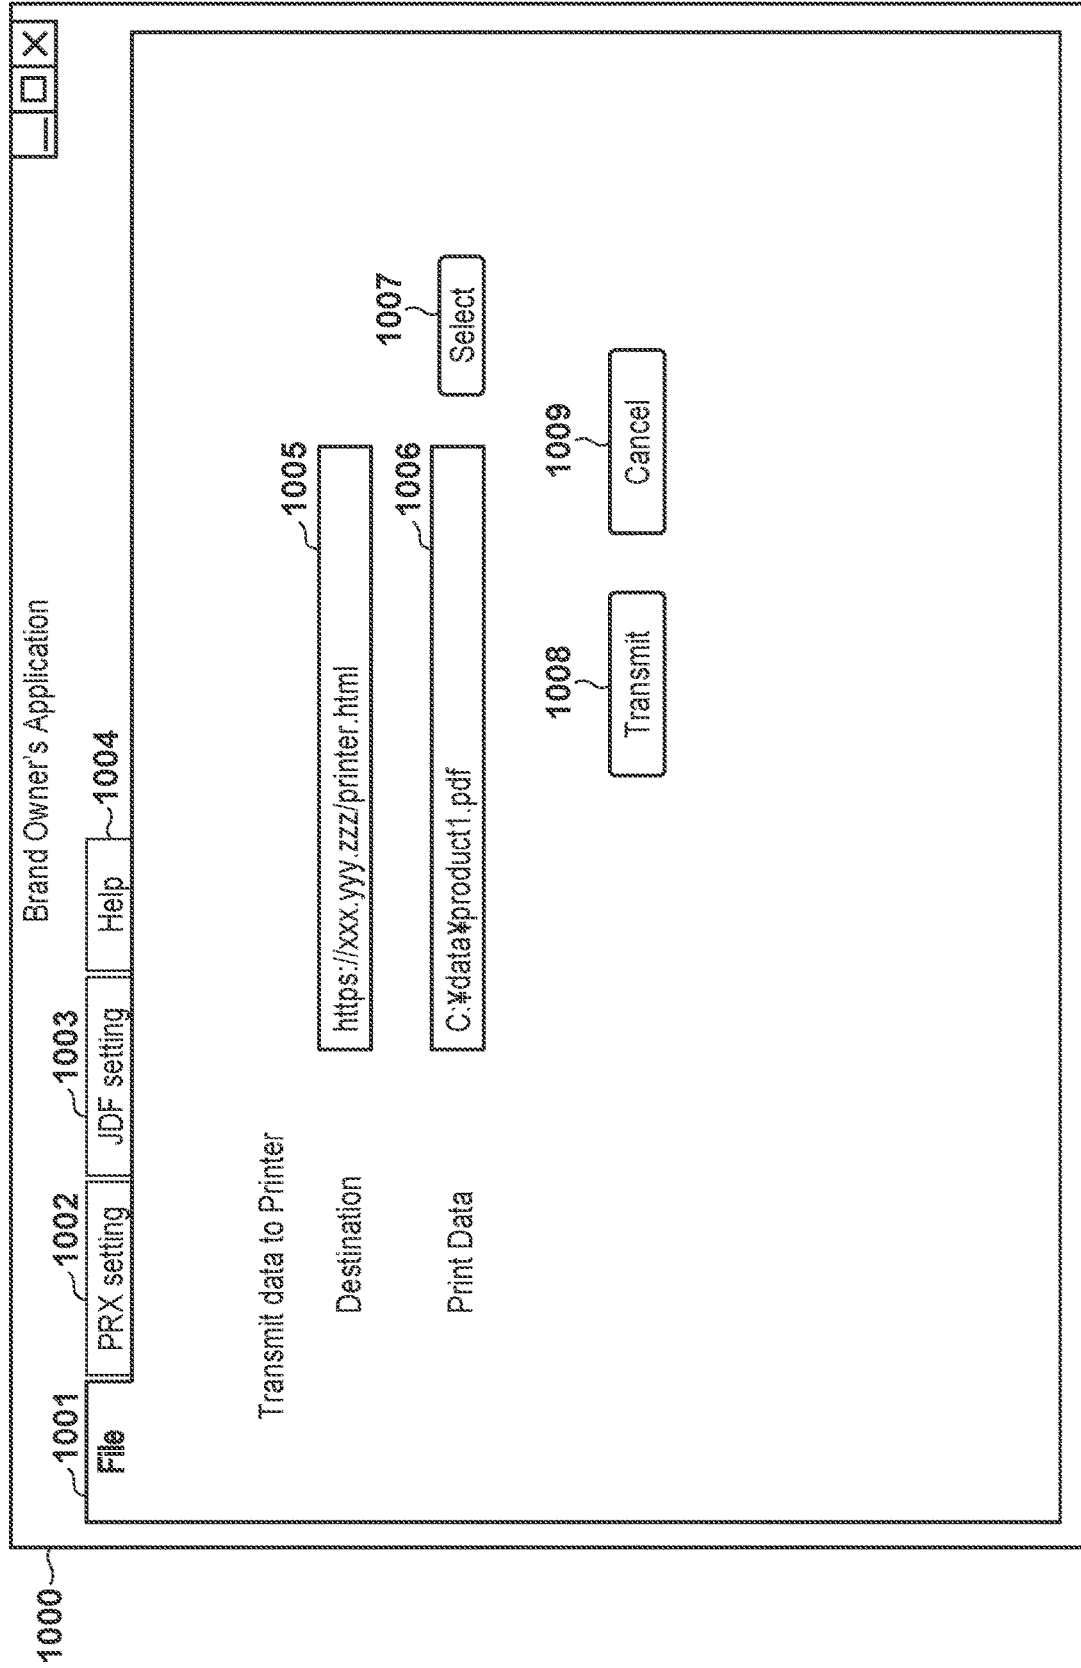 1000
Brand Owner's Application
1001
1002
1003
1004
File
PRX setting
JDF setting
Help
Transmit data to Printer
1005
Destination
https://xxx.yyy.zzz/printer.html
1006
1007
Print Data
C:¥data¥product1.pdf
Select
1008
1009
Transmit
Cancel